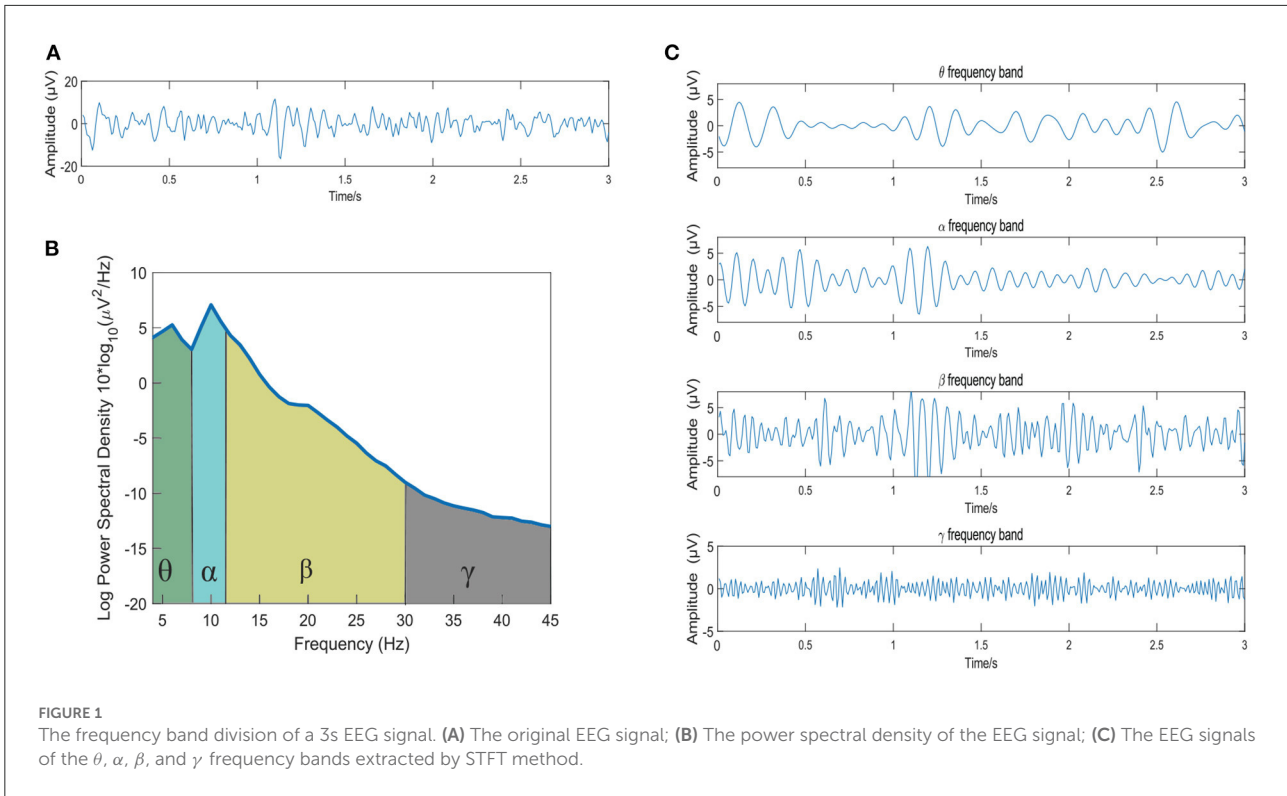 A
Amplitude (μV)
20
0
-20
0 0.5 1 1.5 2 2.5 3
Time/s
B
Log Power Spectral Density 10*log10(μV²/Hz)
10
5
0
-5
-10
-15
-20
θ α β γ
5 10 15 20 25 30 35 40 45
Frequency (Hz)
C
θ frequency band
Amplitude (μV)
5
0
-5
0 0.5 1 1.5 2 2.5 3
Time/s
α frequency band
Amplitude (μV)
5
0
-5
0 0.5 1 1.5 2 2.5 3
Time/s
β frequency band
Amplitude (μV)
5
0
-5
0 0.5 1 1.5 2 2.5 3
Time/s
γ frequency band
Amplitude (μV)
5
0
-5
0 0.5 1 1.5 2 2.5 3
Time/s
FIGURE 1
The frequency band division of a 3s EEG signal. (A) The original EEG signal; (B) The power spectral density of the EEG signal; (C) The EEG signals
of the θ, α, β, and γ frequency bands extracted by STFT method.